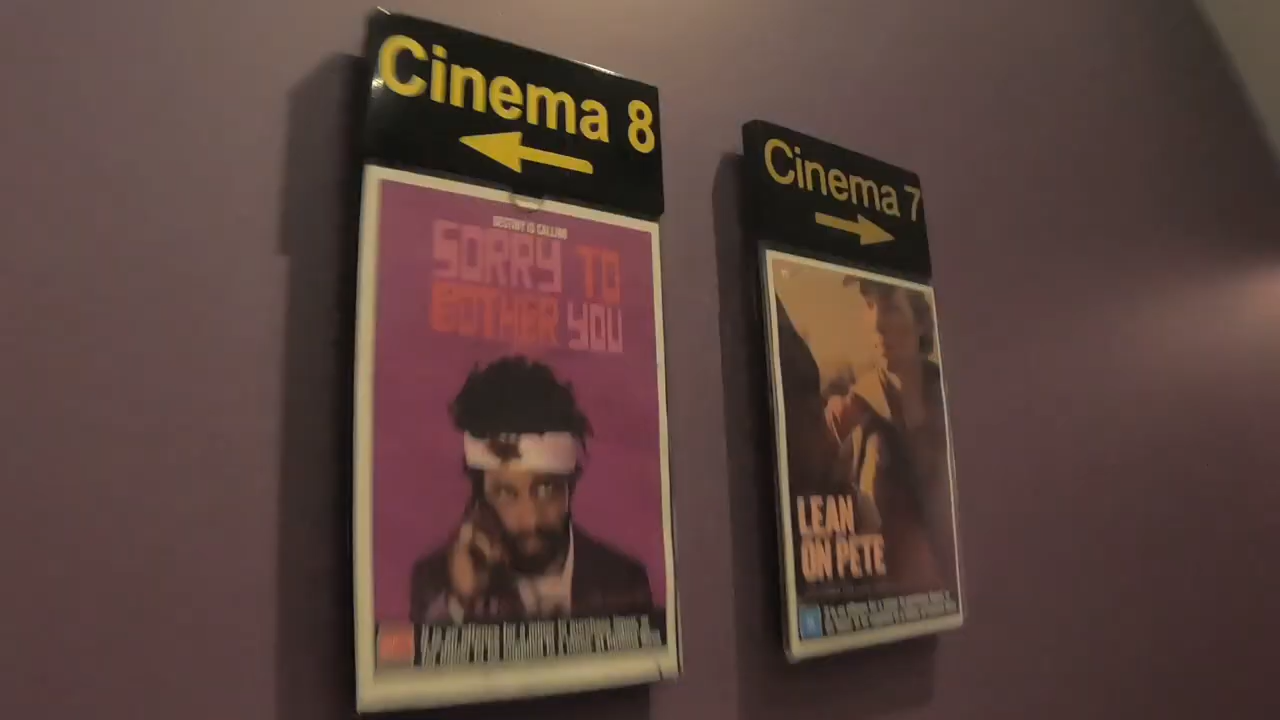 Cinema 8
DESTINY IS CALLING
SORRY TO
BOTHER YOU
Cinema 7
LEAN
ON PETE